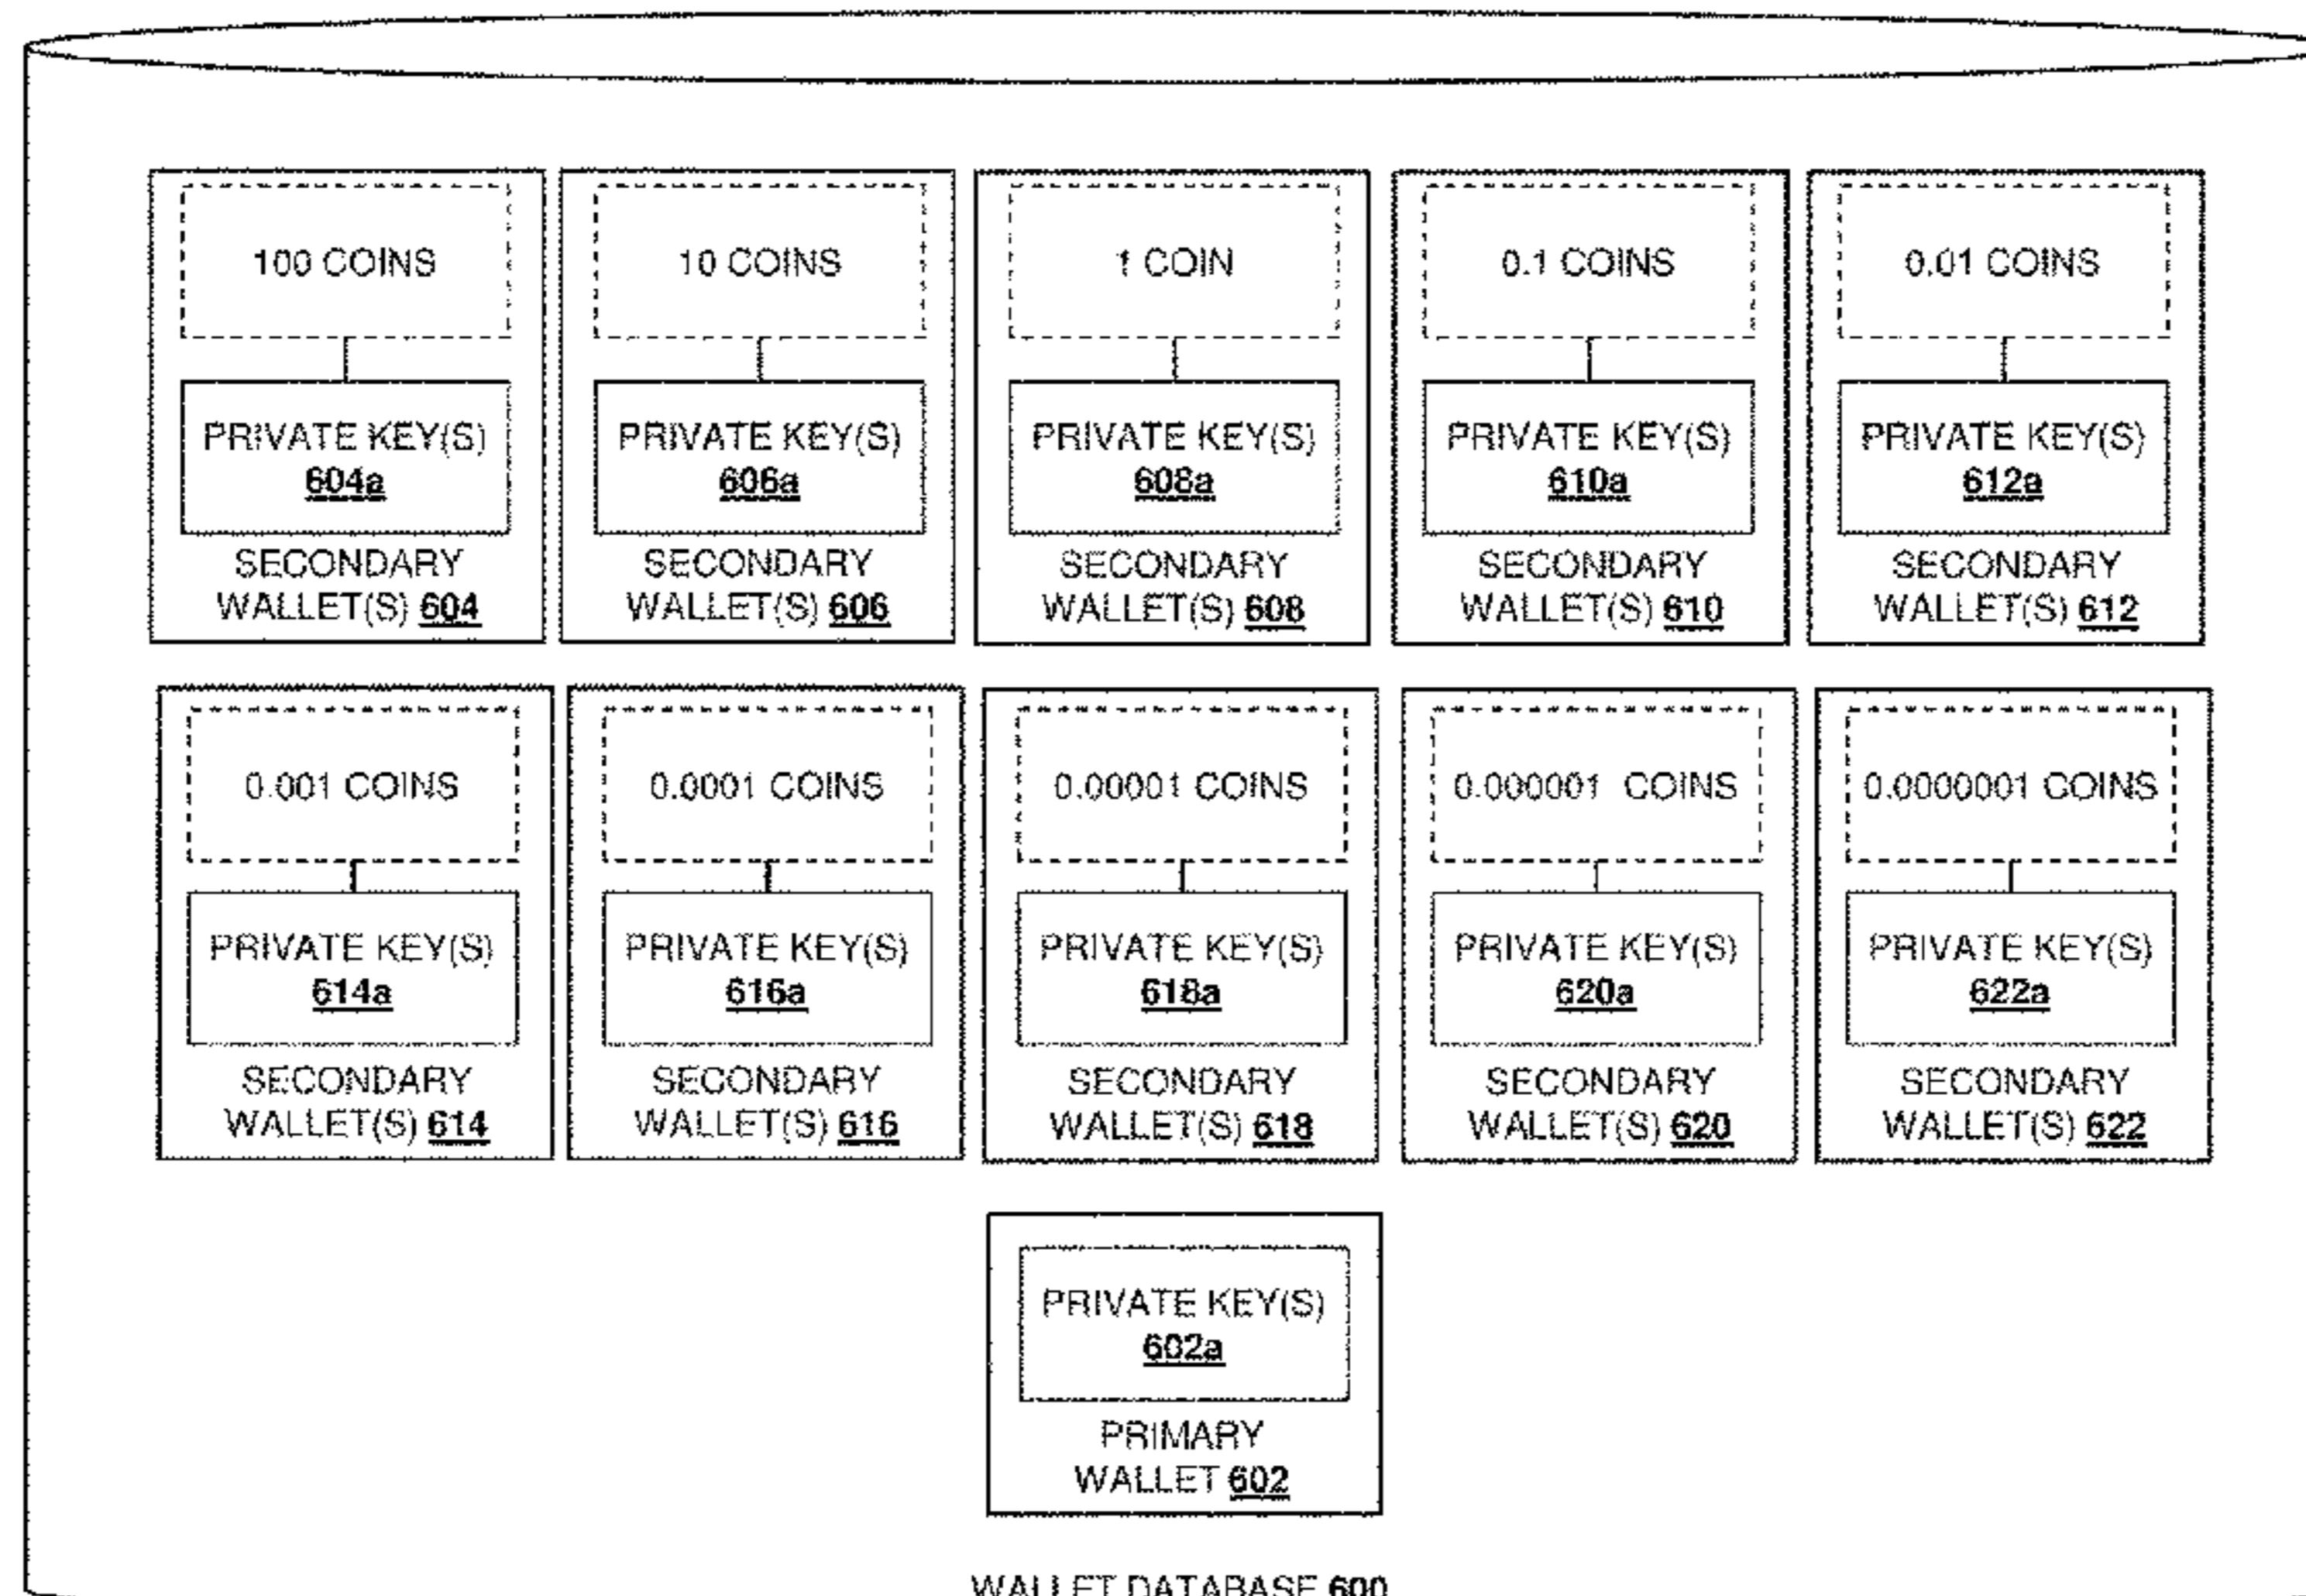 100 COINS
10 COINS
1 COIN
0.1 COINS
0.01 COINS
PRIVATE KEY(S)
604a
PRIVATE KEY(S)
606a
PRIVATE KEY(S)
608a
PRIVATE KEY(S)
610a
PRIVATE KEY(S)
612a
SECONDARY
WALLET(S) 604
SECONDARY
WALLET(S) 606
SECONDARY
WALLET(S) 608
SECONDARY
WALLET(S) 610
SECONDARY
WALLET(S) 612
0.001 COINS
0.0001 COINS
0.00001 COINS
0.000001 COINS
0.0000001 COINS
PRIVATE KEY(S)
614a
PRIVATE KEY(S)
616a
PRIVATE KEY(S)
618a
PRIVATE KEY(S)
620a
PRIVATE KEY(S)
622a
SECONDARY
WALLET(S) 614
SECONDARY
WALLET(S) 616
SECONDARY
WALLET(S) 618
SECONDARY
WALLET(S) 620
SECONDARY
WALLET(S) 622
PRIVATE KEY(S)
602a
PRIMARY
WALLET 602
WALLET DATABASE 600